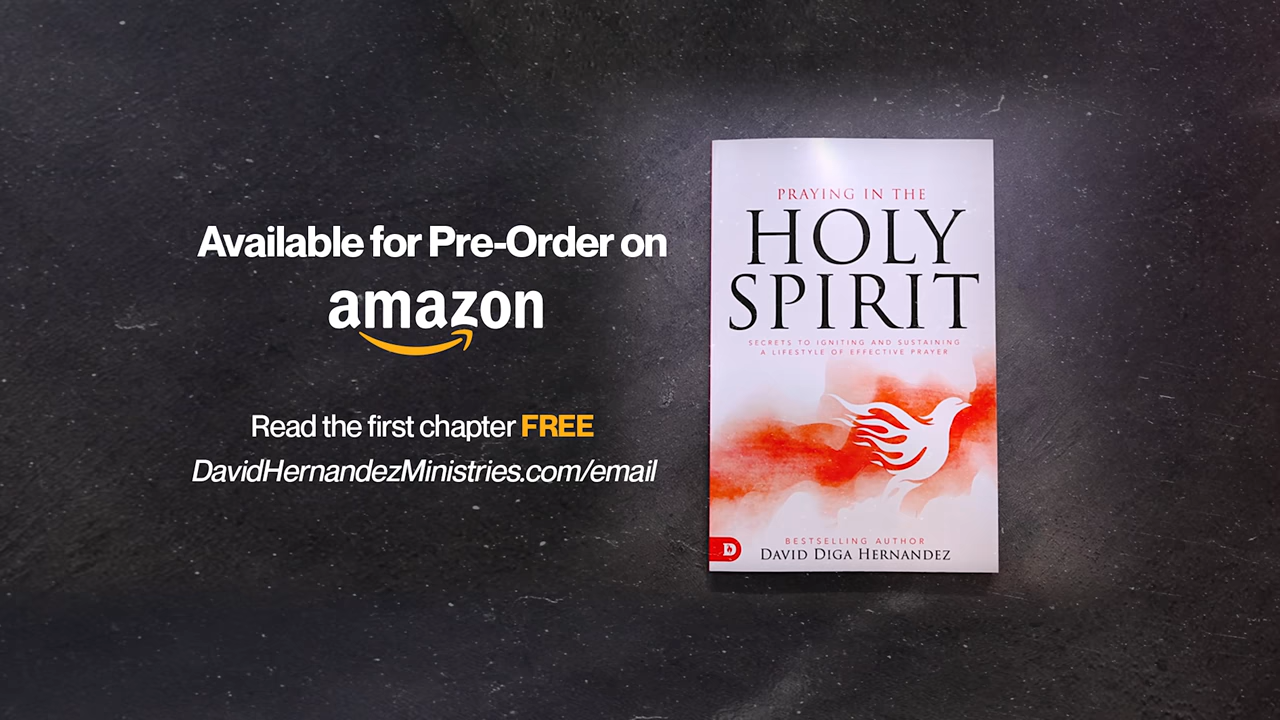 Available for Pre-Order on
amazon
Read the first chapter FREE
DavidHernandezMinistries.com/email
PRAYING IN THE
HOLY
SPIRIT
SECRETS TO IGNITING AND SUSTAINING
A LIFESTYLE OF EFFECTIVE PRAYER
BESTSELLING AUTHOR
DAVID DIGA HERNANDEZ
D